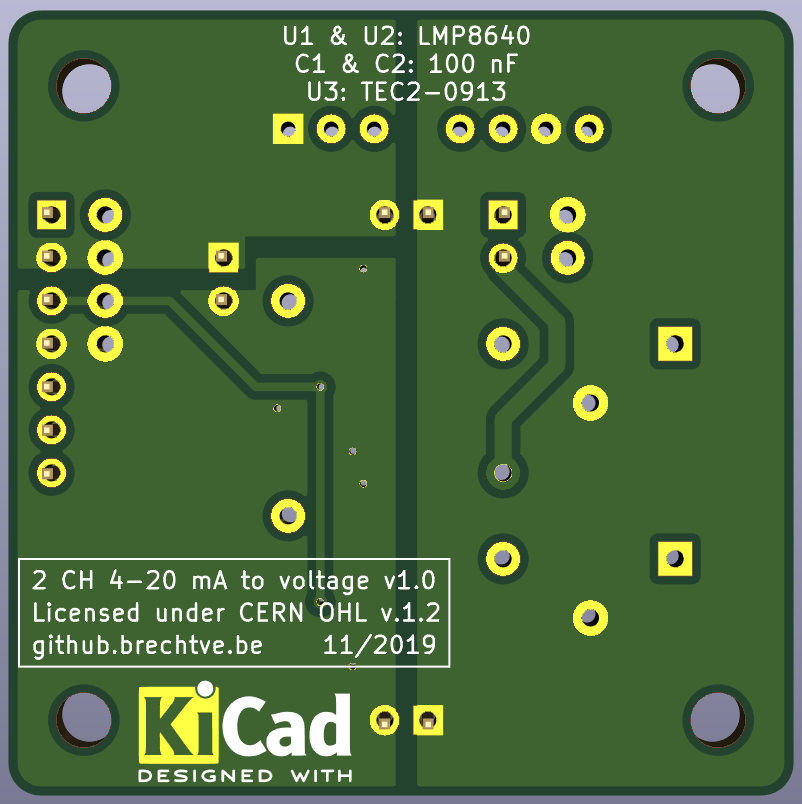 U1 & U2: LMP8640
C1 & C2: 100 nF
U3: TEC2-0913
2 CH 4-20 mA to voltage v1.0
Licensed under CERN OHL v.1.2
github.brechtve.be 11/2019
KiCad
DESIGNED WITH